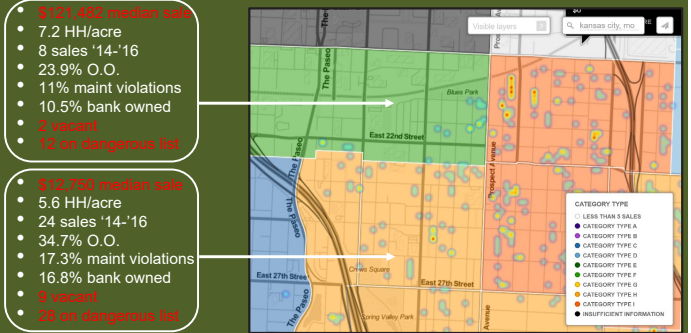 $121,482 median sale
7.2 HH/acre
8 sales ‘14-’16
23.9% O.O.
11% maint violations
10.5% bank owned
2 vacant
12 on dangerous list
$12,750 median sale
5.6 HH/acre
24 sales ‘14-’16
34.7% O.O.
17.3% maint violations
16.8% bank owned
9 vacant
28 on dangerous list
Visible layers
kansas city, mo
The Paseo
Blues Park
East 22nd Street
The Paseo
Prospect Avenue
The Paseo
East 27th Street
East 27th Street
Spring Valley Park
The Paseo
Avenue
CATEGORY TYPE
LESS THAN 5 SALES
CATEGORY TYPE A
CATEGORY TYPE B
CATEGORY TYPE C
CATEGORY TYPE D
CATEGORY TYPE E
CATEGORY TYPE F
CATEGORY TYPE G
CATEGORY TYPE H
CATEGORY TYPE I
INSUFFICIENT INFORMATION